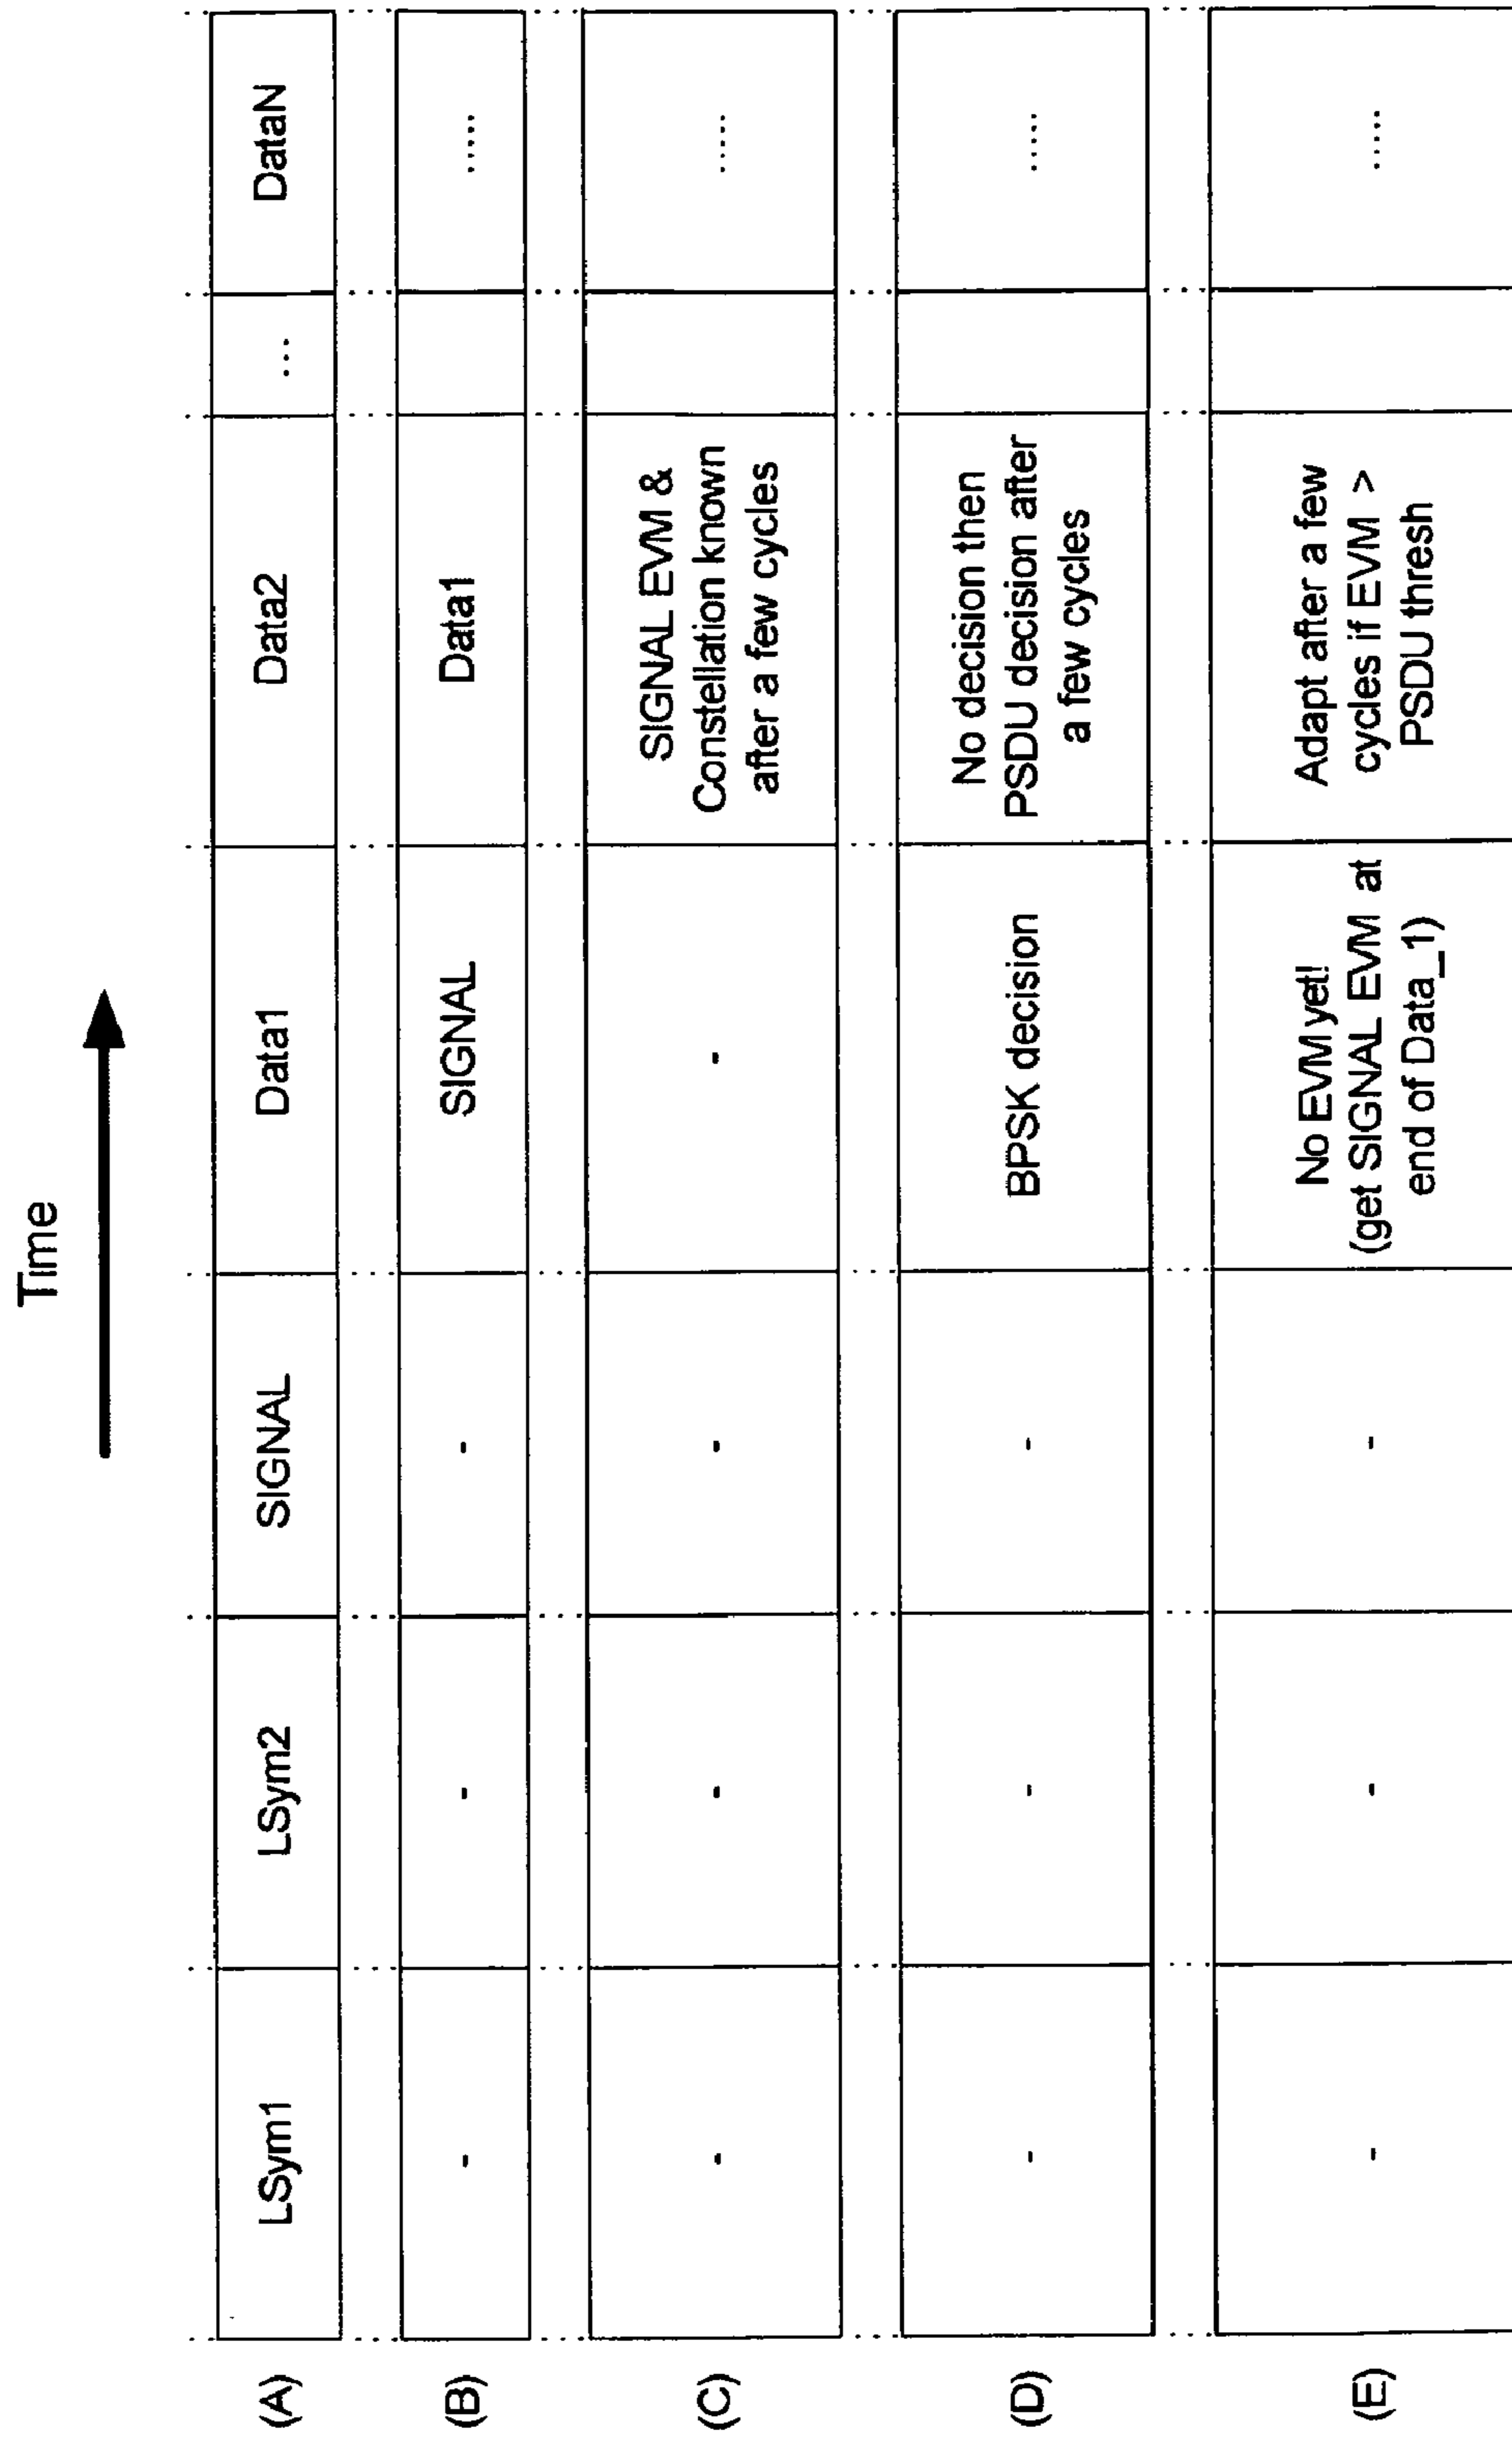 Time
(A)
LSym1
LSym2
SIGNAL
Data1
Data2
...
DataN
(B)
-
-
-
SIGNAL
Data1
.....
(C)
-
-
-
-
SIGNAL EVM &
Constellation known
after a few cycles
.....
(D)
-
-
-
BPSK decision
No decision then
PSDU decision after
a few cycles
.....
(E)
-
-
-
No EVM yet!
(get SIGNAL EVM at
end of Data_1)
Adapt after a few
cycles if EVM >
PSDU thresh
.....